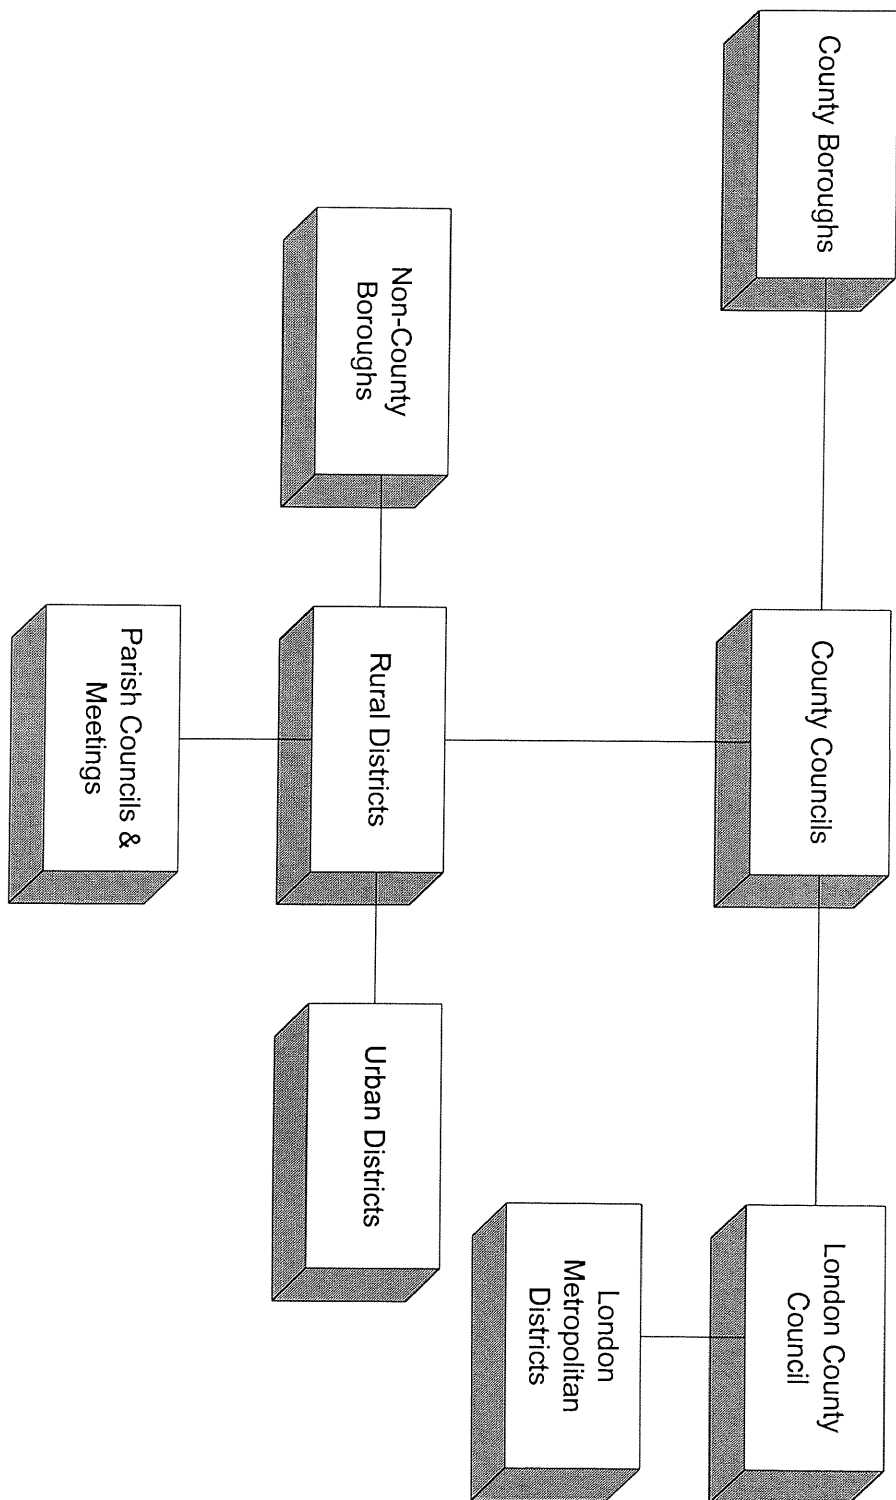 County Boroughs
County Councils
London County
Council
London
Metropolitan
Districts
Non-County
Boroughs
Rural Districts
Urban Districts
Parish Councils &
Meetings